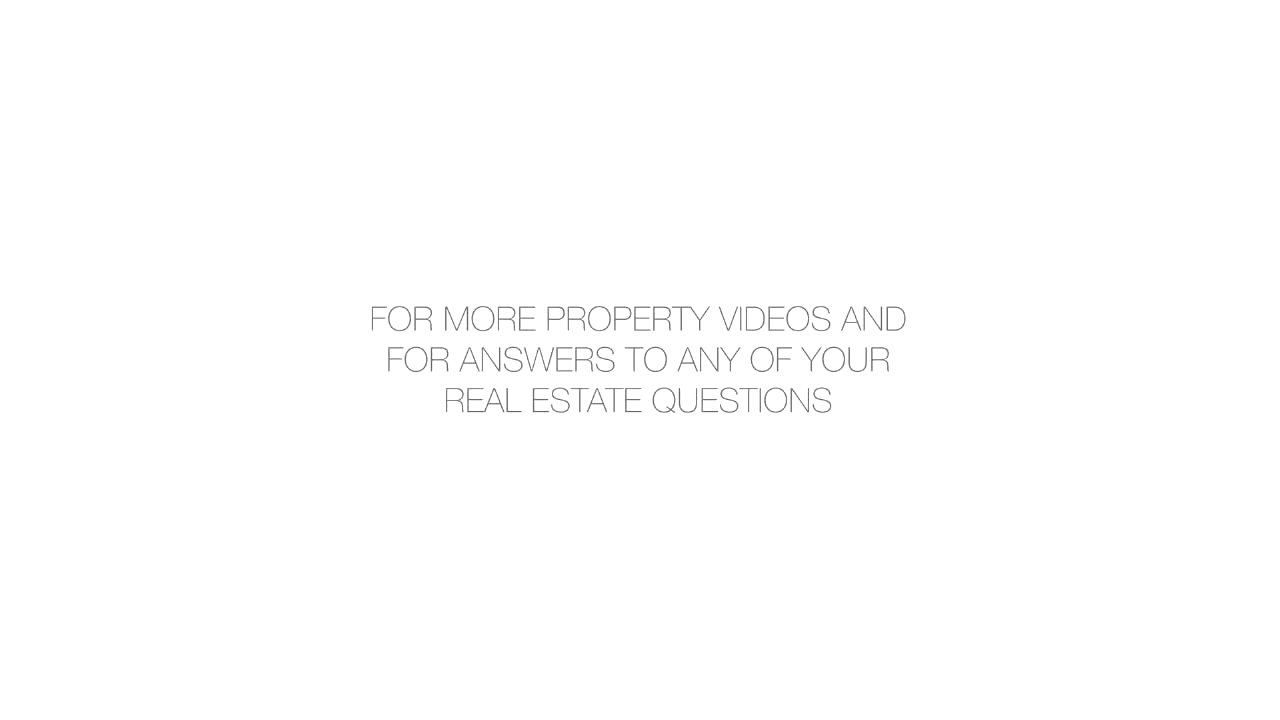 FOR MORE PROPERTY VIDEOS AND
FOR ANSWERS TO ANY OF YOUR
REAL ESTATE QUESTIONS